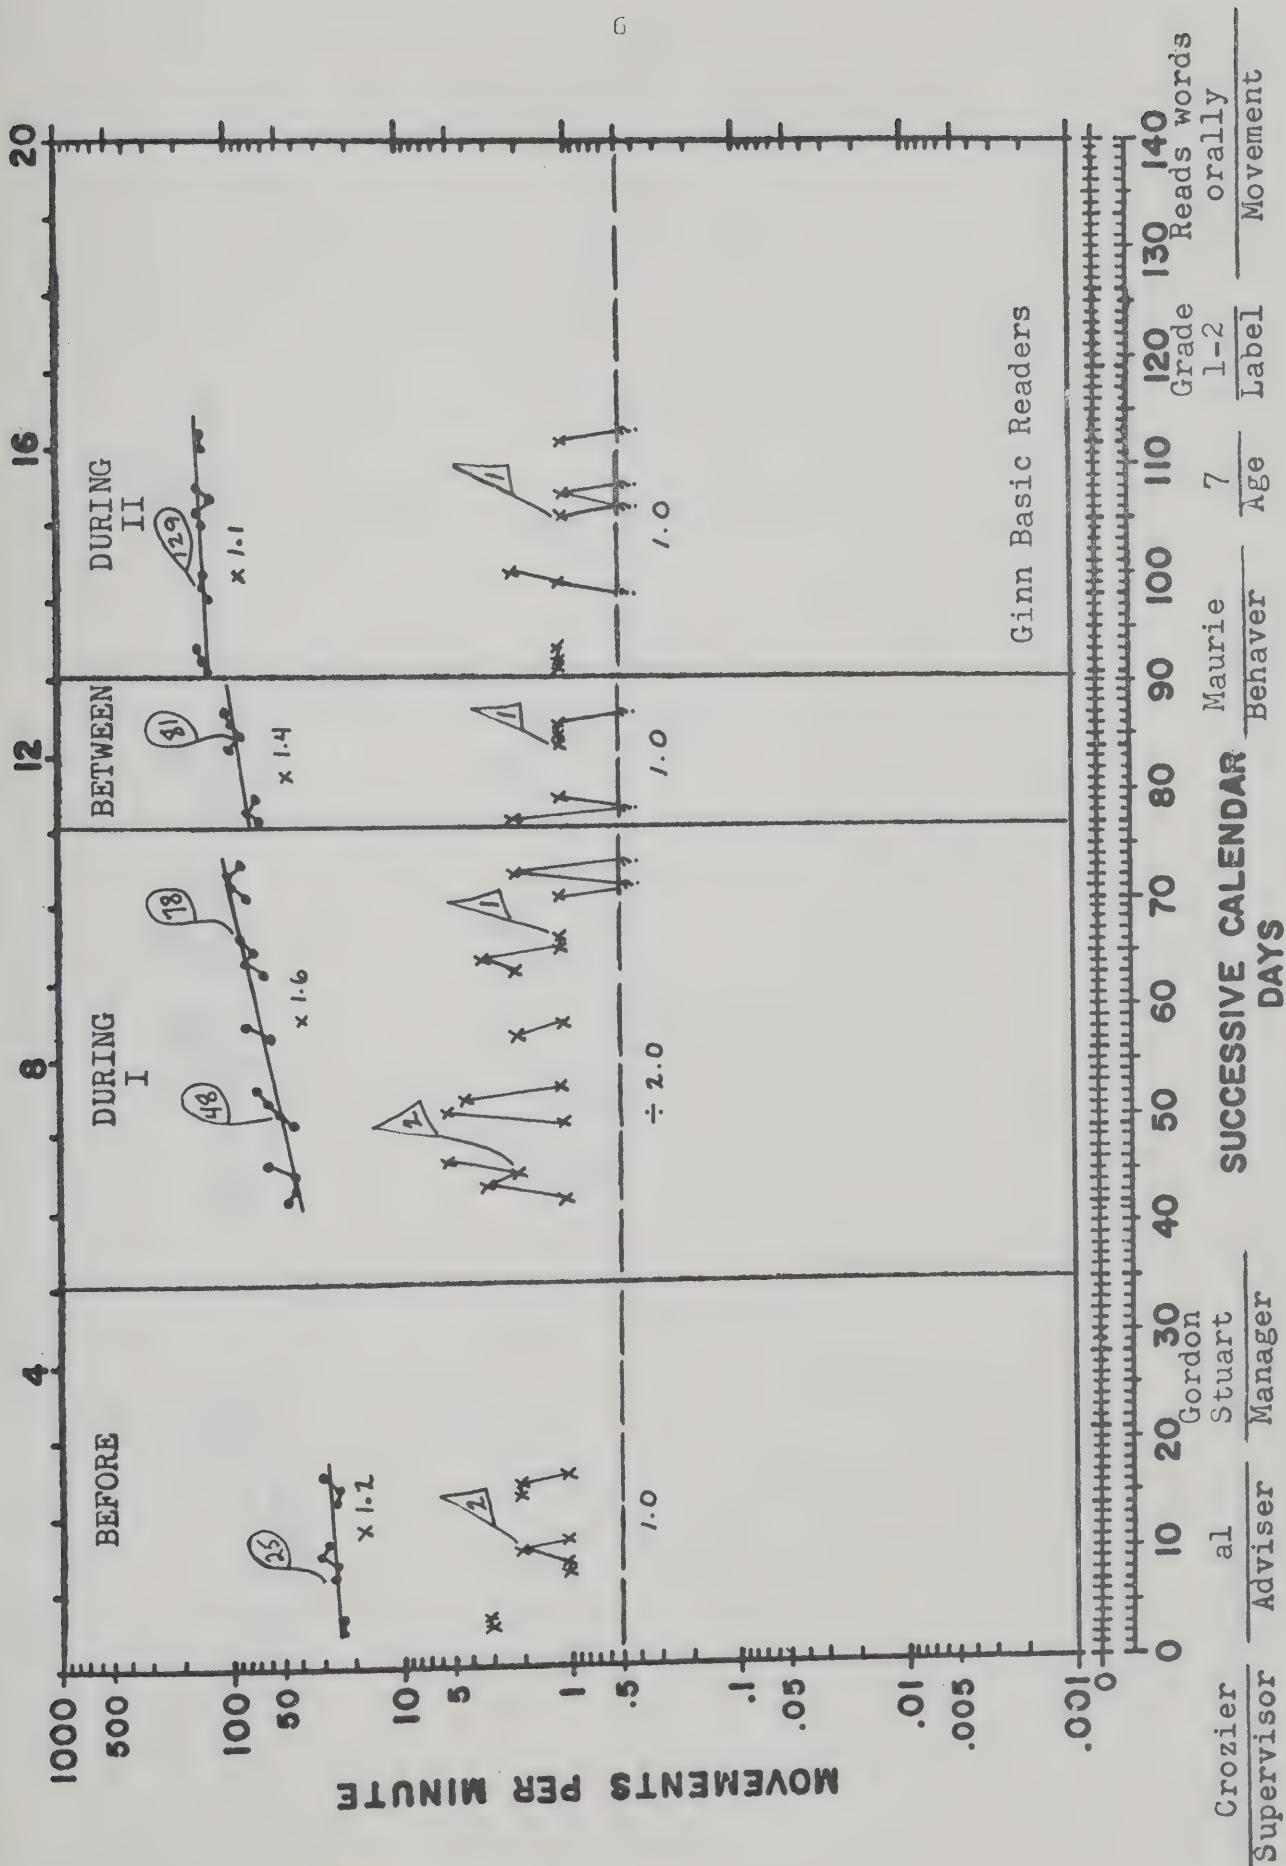 6
4 8 12 16 20
BEFORE
DURING
I
BETWEEN
DURING
II
1000
500
100
50
10
5
1
.5
.1
.05
.01
.005
.001
0
MOVEMENTS PER MINUTE
25
x 1.2
48
78
x 1.6
81
x 1.4
129
x 1.1
2
2
1
1
1
1.0
÷ 2.0
1.0
1.0
Ginn Basic Readers
0 10 20 30 40 50 60 70 80 90 100 110 120 130 140
SUCCESSIVE CALENDAR
DAYS
Crozier
Supervisor
al
Adviser
Gordon
Stuart
Manager
Maurie
Behaver
7
Age
Grade
1-2
Label
Reads words
orally
Movement